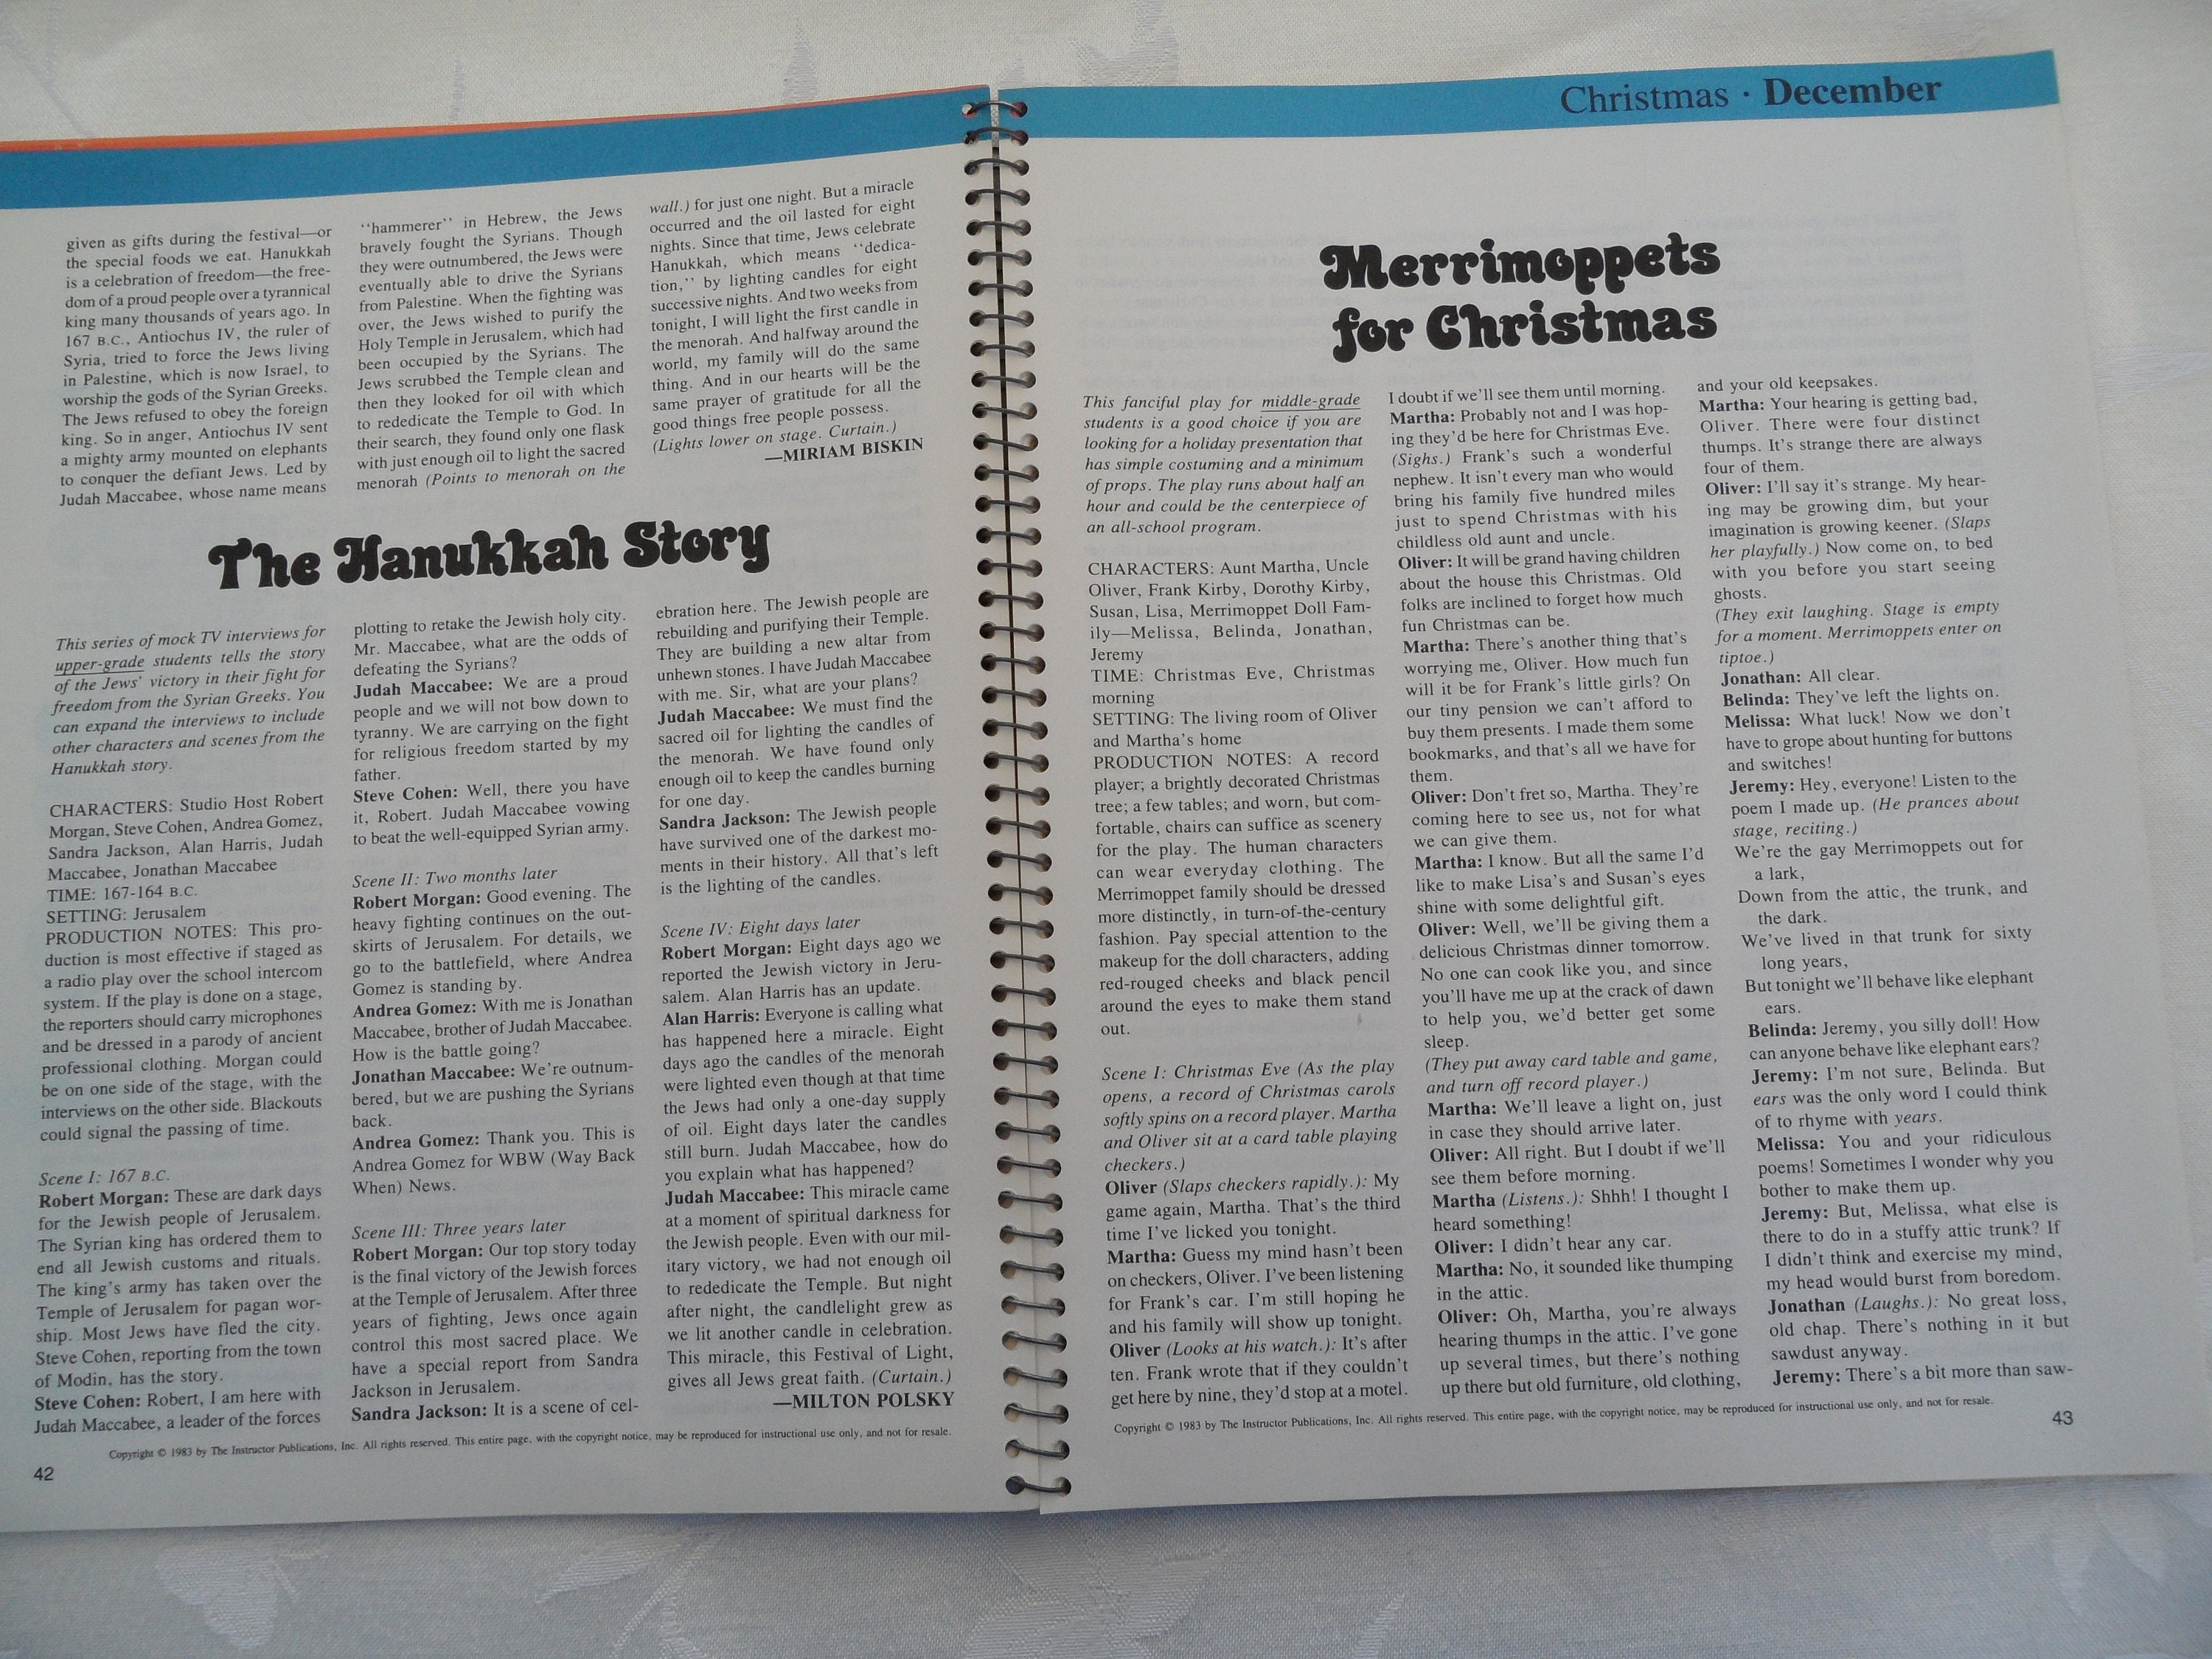 given as gifts during the festival—or
the special foods we eat. Hanukkah
is a celebration of freedom—the free-
dom of a proud people over a tyrannical
king many thousands of years ago. In
167 B.C., Antiochus IV, the ruler of
Syria, tried to force the Jews living
in Palestine, which is now Israel, to
worship the gods of the Syrian Greeks.
The Jews refused to obey the foreign
king. So in anger, Antiochus IV sent
a mighty army mounted on elephants
to conquer the defiant Jews. Led by
Judah Maccabee, whose name means
‘‘hammerer’’ in Hebrew, the Jews
bravely fought the Syrians. Though
they were outnumbered, the Jews were
eventually able to drive the Syrians
from Palestine. When the fighting was
over, the Jews wished to purify the
Holy Temple in Jerusalem, which had
been occupied by the Syrians. The
Jews scrubbed the Temple clean and
then they looked for oil with which
to rededicate the Temple to God. In
their search, they found only one flask
with just enough oil to light the sacred
menorah (Points to menorah on the
wall.) for just one night. But a miracle
occurred and the oil lasted for eight
nights. Since that time, Jews celebrate
Hanukkah, which means ‘‘dedica-
tion,’’ by lighting candles for eight
successive nights. And two weeks from
tonight, I will light the first candle in
the menorah. And halfway around the
world, my family will do the same
thing. And in our hearts will be the
same prayer of gratitude for all the
good things free people possess.
(Lights lower on stage. Curtain.)
—MIRIAM BISKIN
The Hanukkah Story
This series of mock TV interviews for
upper-grade students tells the story
of the Jews' victory in their fight for
freedom from the Syrian Greeks. You
can expand the interviews to include
other characters and scenes from the
Hanukkah story.
CHARACTERS: Studio Host Robert
Morgan, Steve Cohen, Andrea Gomez,
Sandra Jackson, Alan Harris, Judah
Maccabee, Jonathan Maccabee
TIME: 167-164 B.C.
SETTING: Jerusalem
PRODUCTION NOTES: This pro-
duction is most effective if staged as
a radio play over the school intercom
system. If the play is done on a stage,
the reporters should carry microphones
and be dressed in a parody of ancient
professional clothing. Morgan could
be on one side of the stage, with the
interviews on the other side. Blackouts
could signal the passing of time.
Scene I: 167 B.C.
Robert Morgan: These are dark days
for the Jewish people of Jerusalem.
The Syrian king has ordered them to
end all Jewish customs and rituals.
The king's army has taken over the
Temple of Jerusalem for pagan wor-
ship. Most Jews have fled the city.
Steve Cohen, reporting from the town
of Modin, has the story.
Steve Cohen: Robert, I am here with
Judah Maccabee, a leader of the forces
plotting to retake the Jewish holy city.
Mr. Maccabee, what are the odds of
defeating the Syrians?
Judah Maccabee: We are a proud
people and we will not bow down to
tyranny. We are carrying on the fight
for religious freedom started by my
father.
Steve Cohen: Well, there you have
it, Robert. Judah Maccabee vowing
to beat the well-equipped Syrian army.
Scene II: Two months later
Robert Morgan: Good evening. The
heavy fighting continues on the out-
skirts of Jerusalem. For details, we
go to the battlefield, where Andrea
Gomez is standing by.
Andrea Gomez: With me is Jonathan
Maccabee, brother of Judah Maccabee.
How is the battle going?
Jonathan Maccabee: We're outnum-
bered, but we are pushing the Syrians
back.
Andrea Gomez: Thank you. This is
Andrea Gomez for WBW (Way Back
When) News.
Scene III: Three years later
Robert Morgan: Our top story today
is the final victory of the Jewish forces
at the Temple of Jerusalem. After three
years of fighting, Jews once again
control this most sacred place. We
have a special report from Sandra
Jackson in Jerusalem.
Sandra Jackson: It is a scene of cel-
ebration here. The Jewish people are
rebuilding and purifying their Temple.
They are building a new altar from
unhewn stones. I have Judah Maccabee
with me. Sir, what are your plans?
Judah Maccabee: We must find the
sacred oil for lighting the candles of
the menorah. We have found only
enough oil to keep the candles burning
for one day.
Sandra Jackson: The Jewish people
have survived one of the darkest mo-
ments in their history. All that's left
is the lighting of the candles.
Scene IV: Eight days later
Robert Morgan: Eight days ago we
reported the Jewish victory in Jeru-
salem. Alan Harris has an update.
Alan Harris: Everyone is calling what
has happened here a miracle. Eight
days ago the candles of the menorah
were lighted even though at that time
the Jews had only a one-day supply
of oil. Eight days later the candles
still burn. Judah Maccabee, how do
you explain what has happened?
Judah Maccabee: This miracle came
at a moment of spiritual darkness for
the Jewish people. Even with our mil-
itary victory, we had not enough oil
to rededicate the Temple. But night
after night, the candlelight grew as
we lit another candle in celebration.
This miracle, this Festival of Light,
gives all Jews great faith. (Curtain.)
—MILTON POLSKY
Copyright © 1983 by The Instructor Publications, Inc. All rights reserved. This entire page, with the copyright notice, may be reproduced for instructional use only, and not for resale.
42
Christmas · December
Merrimoppets
for Christmas
This fanciful play for middle-grade
students is a good choice if you are
looking for a holiday presentation that
has simple costuming and a minimum
of props. The play runs about half an
hour and could be the centerpiece of
an all-school program.
CHARACTERS: Aunt Martha, Uncle
Oliver, Frank Kirby, Dorothy Kirby,
Susan, Lisa, Merrimoppet Doll Fam-
ily—Melissa, Belinda, Jonathan,
Jeremy
TIME: Christmas Eve, Christmas
morning
SETTING: The living room of Oliver
and Martha's home
PRODUCTION NOTES: A record
player; a brightly decorated Christmas
tree; a few tables; and worn, but com-
fortable, chairs can suffice as scenery
for the play. The human characters
can wear everyday clothing. The
Merrimoppet family should be dressed
more distinctly, in turn-of-the-century
fashion. Pay special attention to the
makeup for the doll characters, adding
red-rouged cheeks and black pencil
around the eyes to make them stand
out.
Scene I: Christmas Eve (As the play
opens, a record of Christmas carols
softly spins on a record player. Martha
and Oliver sit at a card table playing
checkers.)
Oliver (Slaps checkers rapidly.): My
game again, Martha. That's the third
time I've licked you tonight.
Martha: Guess my mind hasn't been
on checkers, Oliver. I've been listening
for Frank's car. I'm still hoping he
and his family will show up tonight.
Oliver (Looks at his watch.): It's after
ten. Frank wrote that if they couldn't
get here by nine, they'd stop at a motel.
I doubt if we'll see them until morning.
Martha: Probably not and I was hop-
ing they'd be here for Christmas Eve.
(Sighs.) Frank's such a wonderful
nephew. It isn't every man who would
bring his family five hundred miles
just to spend Christmas with his
childless old aunt and uncle.
Oliver: It will be grand having children
about the house this Christmas. Old
folks are inclined to forget how much
fun Christmas can be.
Martha: There's another thing that's
worrying me, Oliver. How much fun
will it be for Frank's little girls? On
our tiny pension we can't afford to
buy them presents. I made them some
bookmarks, and that's all we have for
them.
Oliver: Don't fret so, Martha. They're
coming here to see us, not for what
we can give them.
Martha: I know. But all the same I'd
like to make Lisa's and Susan's eyes
shine with some delightful gift.
Oliver: Well, we'll be giving them a
delicious Christmas dinner tomorrow.
No one can cook like you, and since
you'll have me up at the crack of dawn
to help you, we'd better get some
sleep.
(They put away card table and game,
and turn off record player.)
Martha: We'll leave a light on, just
in case they should arrive later.
Oliver: All right. But I doubt if we'll
see them before morning.
Martha (Listens.): Shhh! I thought I
heard something!
Oliver: I didn't hear any car.
Martha: No, it sounded like thumping
in the attic.
Oliver: Oh, Martha, you're always
hearing thumps in the attic. I've gone
up several times, but there's nothing
up there but old furniture, old clothing,
and your old keepsakes.
Martha: Your hearing is getting bad,
Oliver. There were four distinct
thumps. It's strange there are always
four of them.
Oliver: I'll say it's strange. My hear-
ing may be growing dim, but your
imagination is growing keener. (Slaps
her playfully.) Now come on, to bed
with you before you start seeing
ghosts.
(They exit laughing. Stage is empty
for a moment. Merrimoppets enter on
tiptoe.)
Jonathan: All clear.
Belinda: They've left the lights on.
Melissa: What luck! Now we don't
have to grope about hunting for buttons
and switches!
Jeremy: Hey, everyone! Listen to the
poem I made up. (He prances about
stage, reciting.)
We're the gay Merrimoppets out for
a lark,
Down from the attic, the trunk, and
the dark.
We've lived in that trunk for sixty
long years,
But tonight we'll behave like elephant
ears.
Belinda: Jeremy, you silly doll! How
can anyone behave like elephant ears?
Jeremy: I'm not sure, Belinda. But
ears was the only word I could think
of to rhyme with years.
Melissa: You and your ridiculous
poems! Sometimes I wonder why you
bother to make them up.
Jeremy: But, Melissa, what else is
there to do in a stuffy attic trunk? If
I didn't think and exercise my mind,
my head would burst from boredom.
Jonathan (Laughs.): No great loss,
old chap. There's nothing in it but
sawdust anyway.
Jeremy: There's a bit more than saw-
Copyright © 1983 by The Instructor Publications, Inc. All rights reserved. This entire page, with the copyright notice, may be reproduced for instructional use only, and not for resale.
43